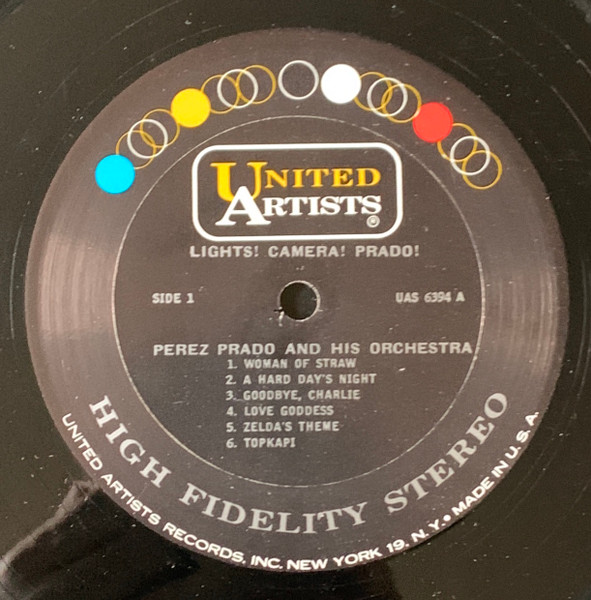 UNITED
ARTISTS®
LIGHTS! CAMERA! PRADO!
SIDE 1
UAS 6394 A
PEREZ PRADO AND HIS ORCHESTRA
1. WOMAN OF STRAW
2. A HARD DAY'S NIGHT
3. GOODBYE, CHARLIE
4. LOVE GODDESS
5. ZELDA'S THEME
6. TOPKAPI
HIGH FIDELITY STEREO
UNITED ARTISTS RECORDS, INC. NEW YORK 19, N.Y. • MADE IN U.S.A.